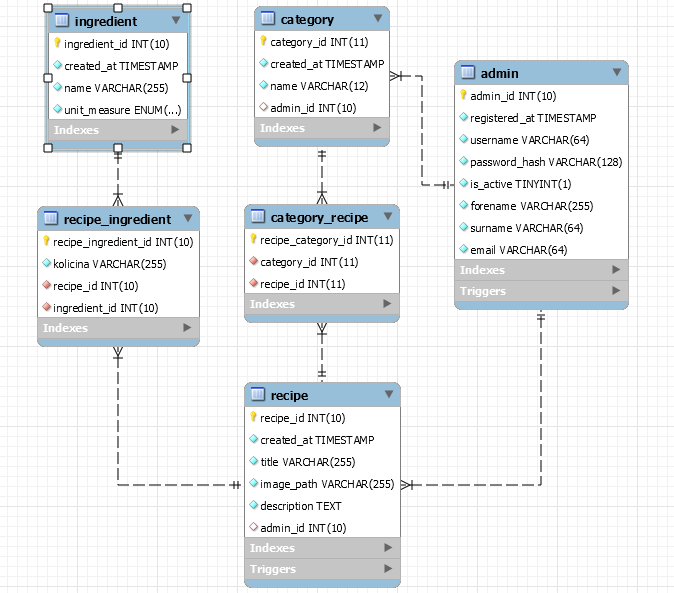 ingredient
ingredient_id INT(10)
created_at TIMESTAMP
name VARCHAR(255)
unit_measure ENUM(...)
Indexes
category
category_id INT(11)
created_at TIMESTAMP
name VARCHAR(12)
admin_id INT(10)
Indexes
admin
admin_id INT(10)
registered_at TIMESTAMP
username VARCHAR(64)
password_hash VARCHAR(128)
is_active TINYINT(1)
forename VARCHAR(255)
surname VARCHAR(64)
email VARCHAR(64)
Indexes
Triggers
recipe_ingredient
recipe_ingredient_id INT(10)
kolicina VARCHAR(255)
recipe_id INT(10)
ingredient_id INT(10)
Indexes
category_recipe
recipe_category_id INT(11)
category_id INT(11)
recipe_id INT(11)
Indexes
recipe
recipe_id INT(10)
created_at TIMESTAMP
title VARCHAR(255)
image_path VARCHAR(255)
description TEXT
admin_id INT(10)
Indexes
Triggers